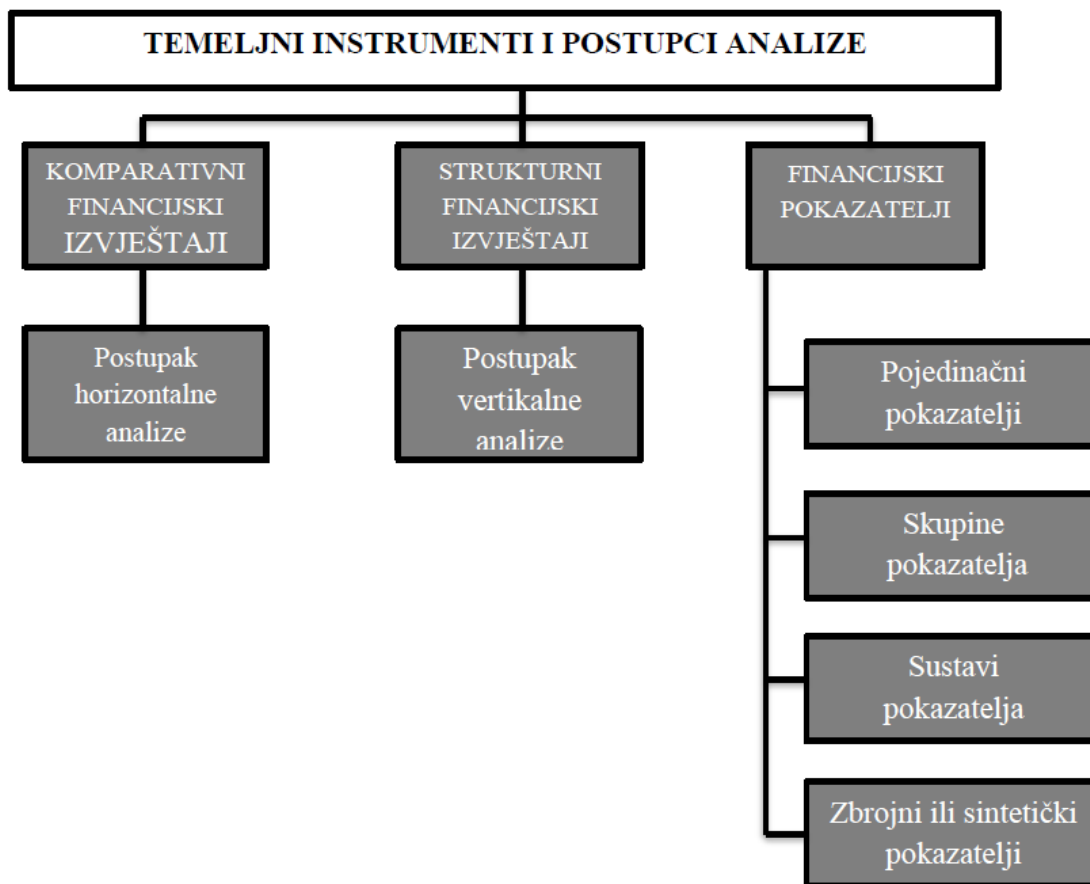 TEMELJNI INSTRUMENTI I POSTUPCI ANALIZE
KOMPARATIVNI
FINANCIJSKI
IZVJEŠTAJI
STRUKTURNI
FINANCIJSKI
IZVJEŠTAJI
FINANCIJSKI
POKAZATELJI
Postupak
horizontalne
analize
Postupak
vertikalne
analize
Pojedinačni
pokazatelji
Skupine
pokazatelja
Sustavi
pokazatelja
Zbrojni ili sintetički
pokazatelji